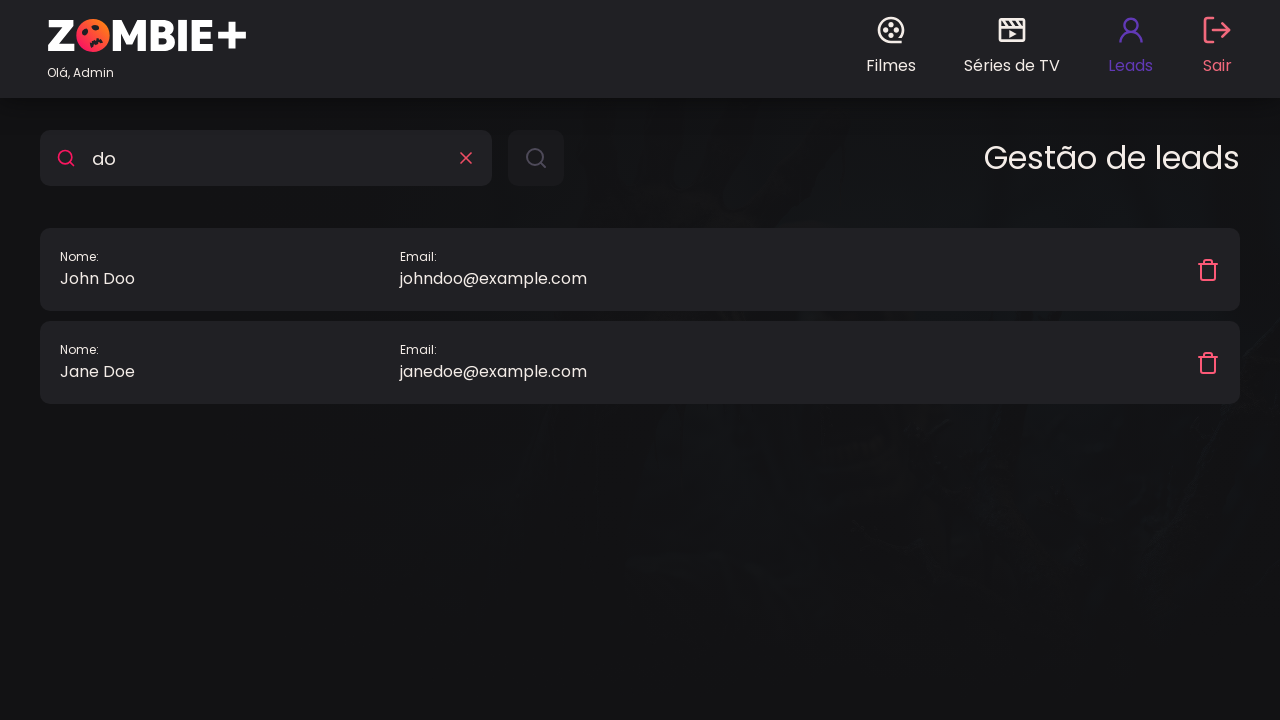 ZOMBIE+
Olá, Admin
Filmes
Séries de TV
Leads
Sair
do
Gestão de leads
Nome:
John Doo
Email:
johndoo@example.com
Nome:
Jane Doe
Email:
janedoe@example.com